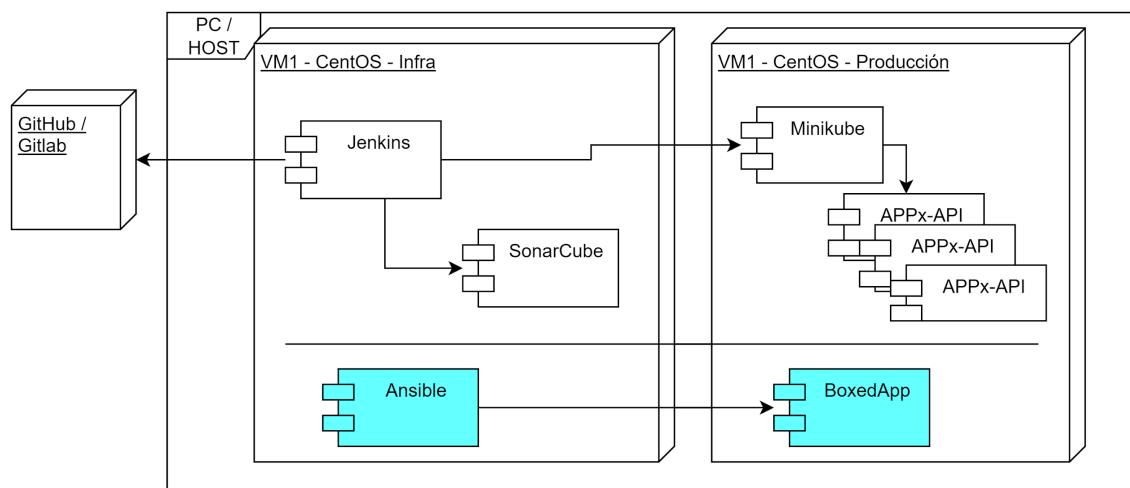 PC /
HOST
VM1 - CentOS - Infra
VM1 - CentOS - Producción
GitHub /
Gitlab
Jenkins
Minikube
SonarCube
APPx-API
APPx-API
APPx-API
Ansible
BoxedApp